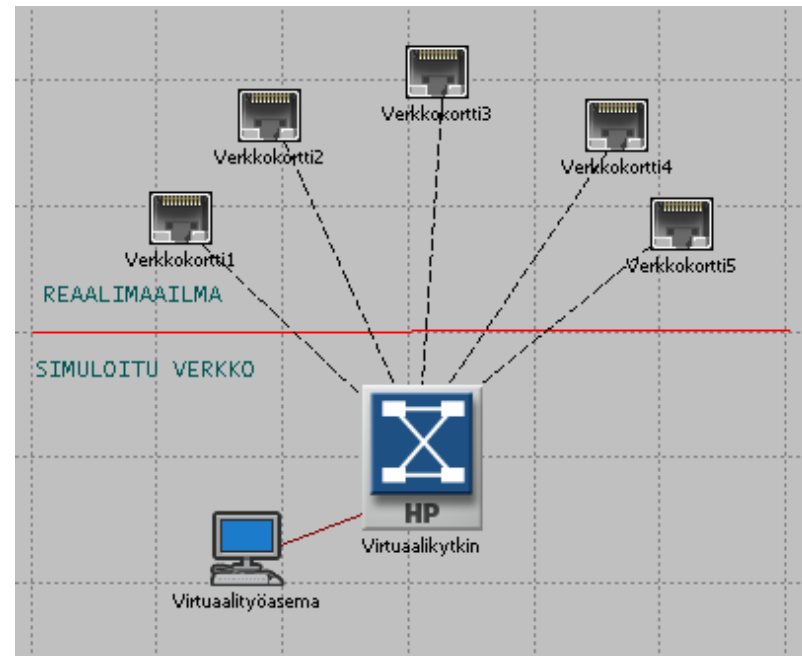 Verkkokortti3
Verkkokortti2
Verkkokortti4
Verkkokortti1
Verkkokortti5
REAALIMAAILMA
SIMULOITU VERKKO
HP
Virtuaalikytkin
Virtuaalityöasema